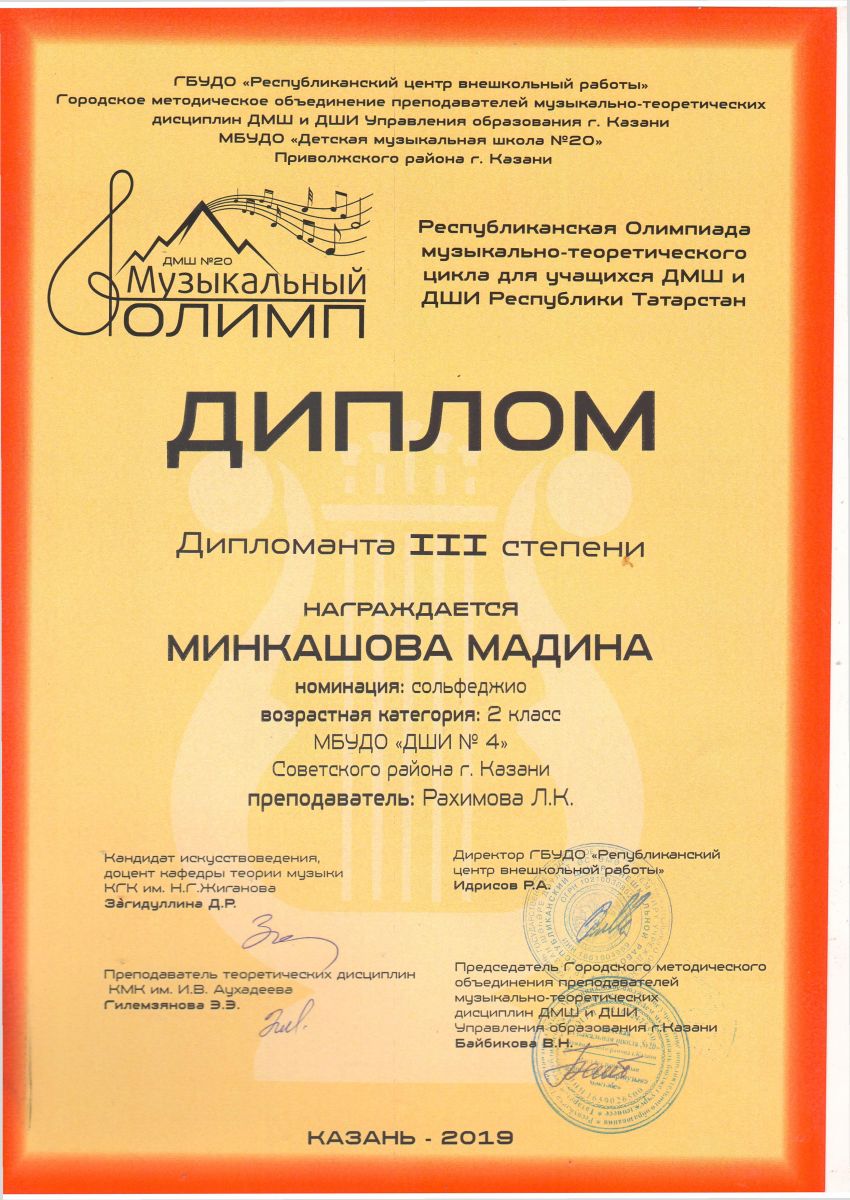 ГБУДО «Республиканский центр внешкольный работы»
Городское методическое объединение преподавателей музыкально-теоретических
дисциплин ДМШ и ДШИ Управления образования г. Казани
МБУДО «Детская музыкальная школа №20»
Приволжского района г. Казани
ДМШ №20
Музыкальный
ОЛИМП
Республиканская Олимпиада
музыкально-теоретического
цикла для учащихся ДМШ и
ДШИ Республики Татарстан
ДИПЛОМ
Дипломанта III степени
НАГРАЖДАЕТСЯ
МИНКАШОВА МАДИНА
номинация: сольфеджио
возрастная категория: 2 класс
МБУДО «ДШИ № 4»
Советского района г. Казани
преподаватель: Рахимова Л.К.
Кандидат искусствоведения,
доцент кафедры теории музыки
КГК им. Н.Г.Жиганова
Загидуллина Д.Р.
Преподаватель теоретических дисциплин
КМК им. И.В. Аухадеева
Гилемзянова Э.Э.
Директор ГБУДО «Републиканский
центр внешкольной работы»
Идрисов Р.А.
Председатель Городского методического
объединения преподавателей
музыкально-теоретических
дисциплин ДМШ и ДШИ
Управления образования г.Казани
Байбикова В.Н.
КАЗАНЬ - 2019